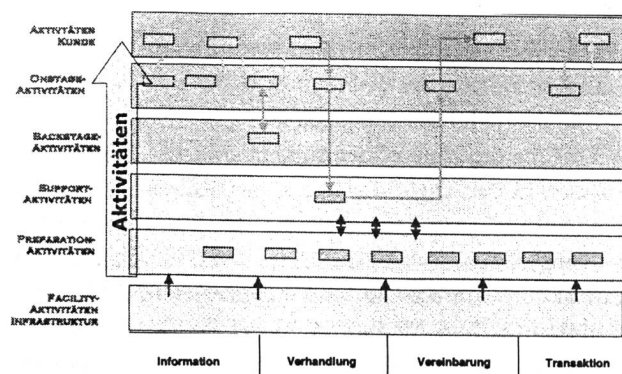 AKTIVITÄTEN
KUNDE
ONSTAGE-
AKTIVITÄTEN
BACKSTAGE-
AKTIVITÄTEN
SUPPORT-
AKTIVITÄTEN
PREPARATION-
AKTIVITÄTEN
FACILITY-
AKTIVITÄTEN
INFRASTRUKTUR
Aktivitäten
Information
Verhandlung
Vereinbarung
Transaktion